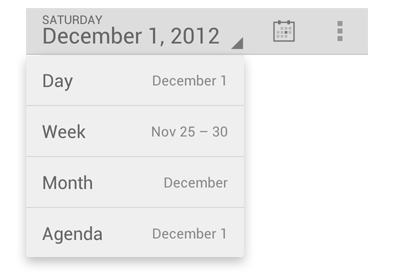 SATURDAY
December 1, 2012
Day December 1
Week Nov 25 – 30
Month December
Agenda December 1